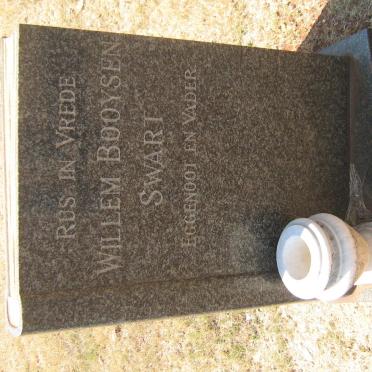 RUS IN VREDE
WILLEM BOOYSEN
SWART
EGGENOOT EN VADER